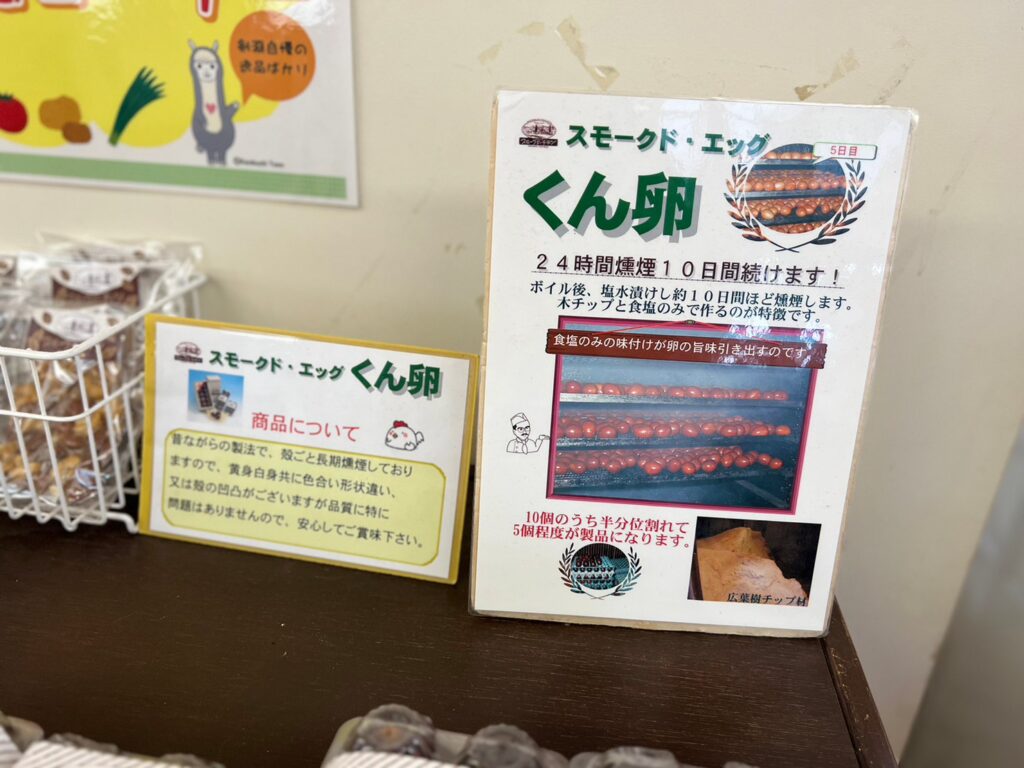 新潟自慢の
逸品ばかり
スモークド・エッグ くん卵
商品について
昔ながらの製法で、殻ごと長期燻煙しており
ますので、黄身白身共に色合い形状違い、
又は殻の凹凸がございますが品質に特に
問題はありませんので、安心してご賞味下さい。
スモークド・エッグ
5日目
くん卵
24時間燻煙10日間続けます！
ボイル後、塩水漬けし約10日間ほど燻煙します。
木チップと食塩のみで作るのが特徴です。
食塩のみの味付けが卵の旨味引き出すのです
10個のうち半分位割れて
5個程度が製品になります。
広葉樹チップ材